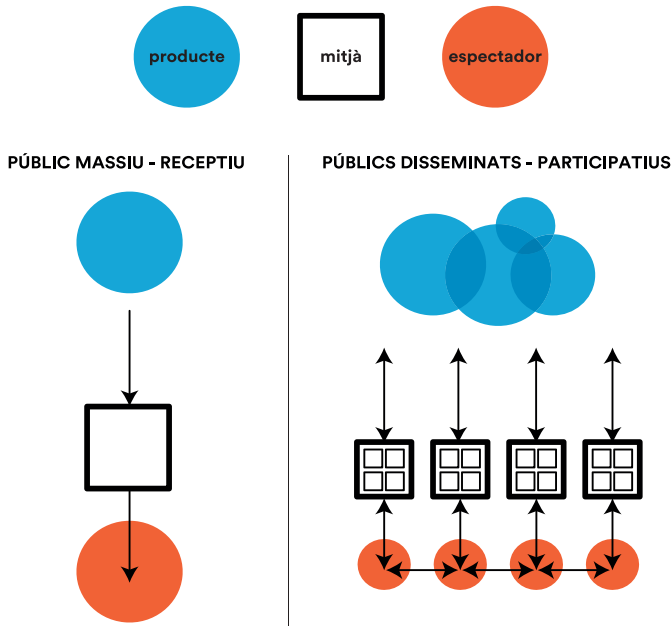 producte
mitjà
espectador
PÚBLIC MASSIU - RECEPTIU
PÚBLICS DISSEMINATS - PARTICIPATIUS